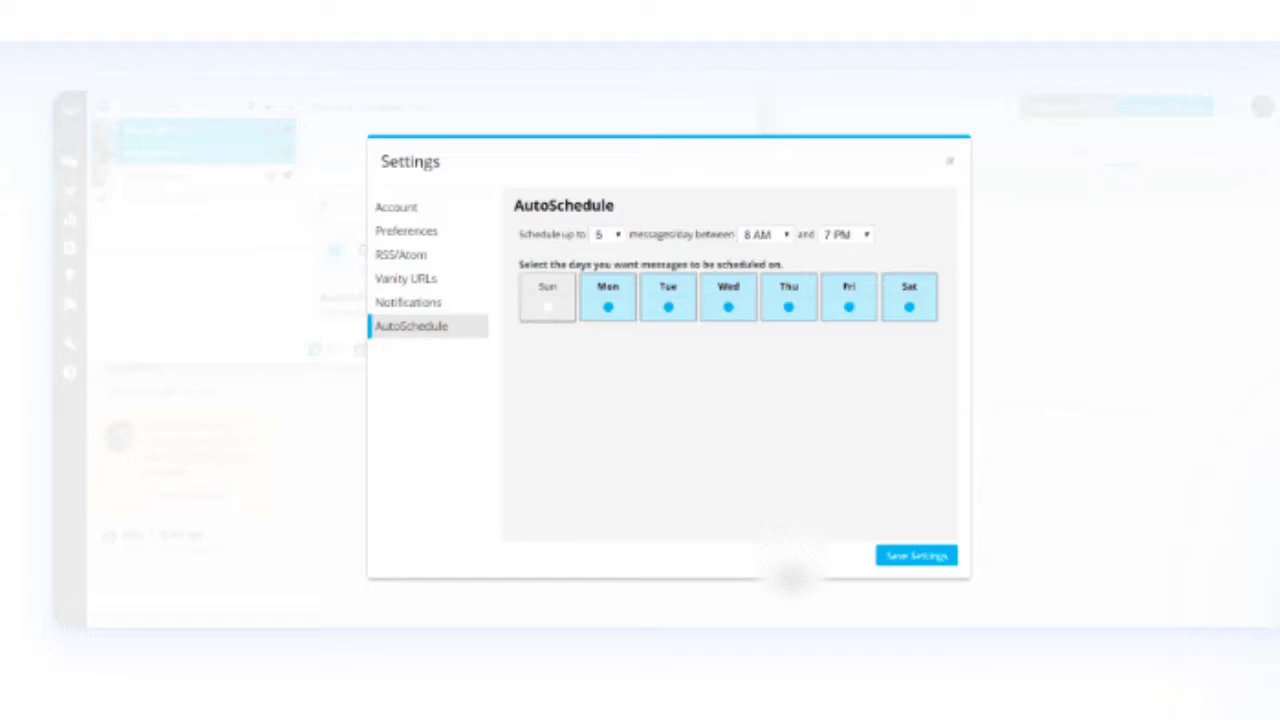 Settings
Account
Preferences
RSS/Atom
Vanity URLs
Notifications
AutoSchedule
AutoSchedule
Schedule up to 5 messages/day between 8 AM and 7 PM
Select the days you want messages to be scheduled on.
Sun Mon Tue Wed Thu Fri Sat
Save Settings